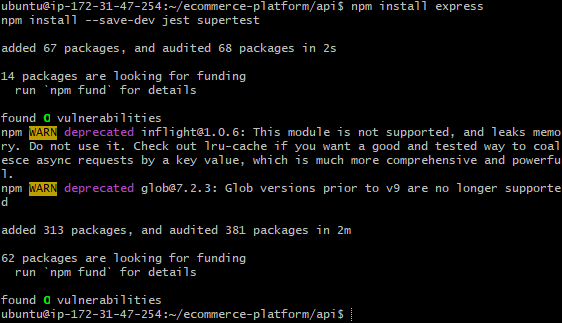 ubuntu@ip-172-31-47-254:~/ecommerce-platform/api$ npm install express
npm install --save-dev jest supertest
added 67 packages, and audited 68 packages in 2s
14 packages are looking for funding
  run `npm fund` for details
found 0 vulnerabilities
npm WARN deprecated inflight@1.0.6: This module is not supported, and leaks memo
ry. Do not use it. Check out lru-cache if you want a good and tested way to coal
esce async requests by a key value, which is much more comprehensive and powerfu
l.
npm WARN deprecated glob@7.2.3: Glob versions prior to v9 are no longer supporte
d
added 313 packages, and audited 381 packages in 2m
62 packages are looking for funding
  run `npm fund` for details
found 0 vulnerabilities
ubuntu@ip-172-31-47-254:~/ecommerce-platform/api$